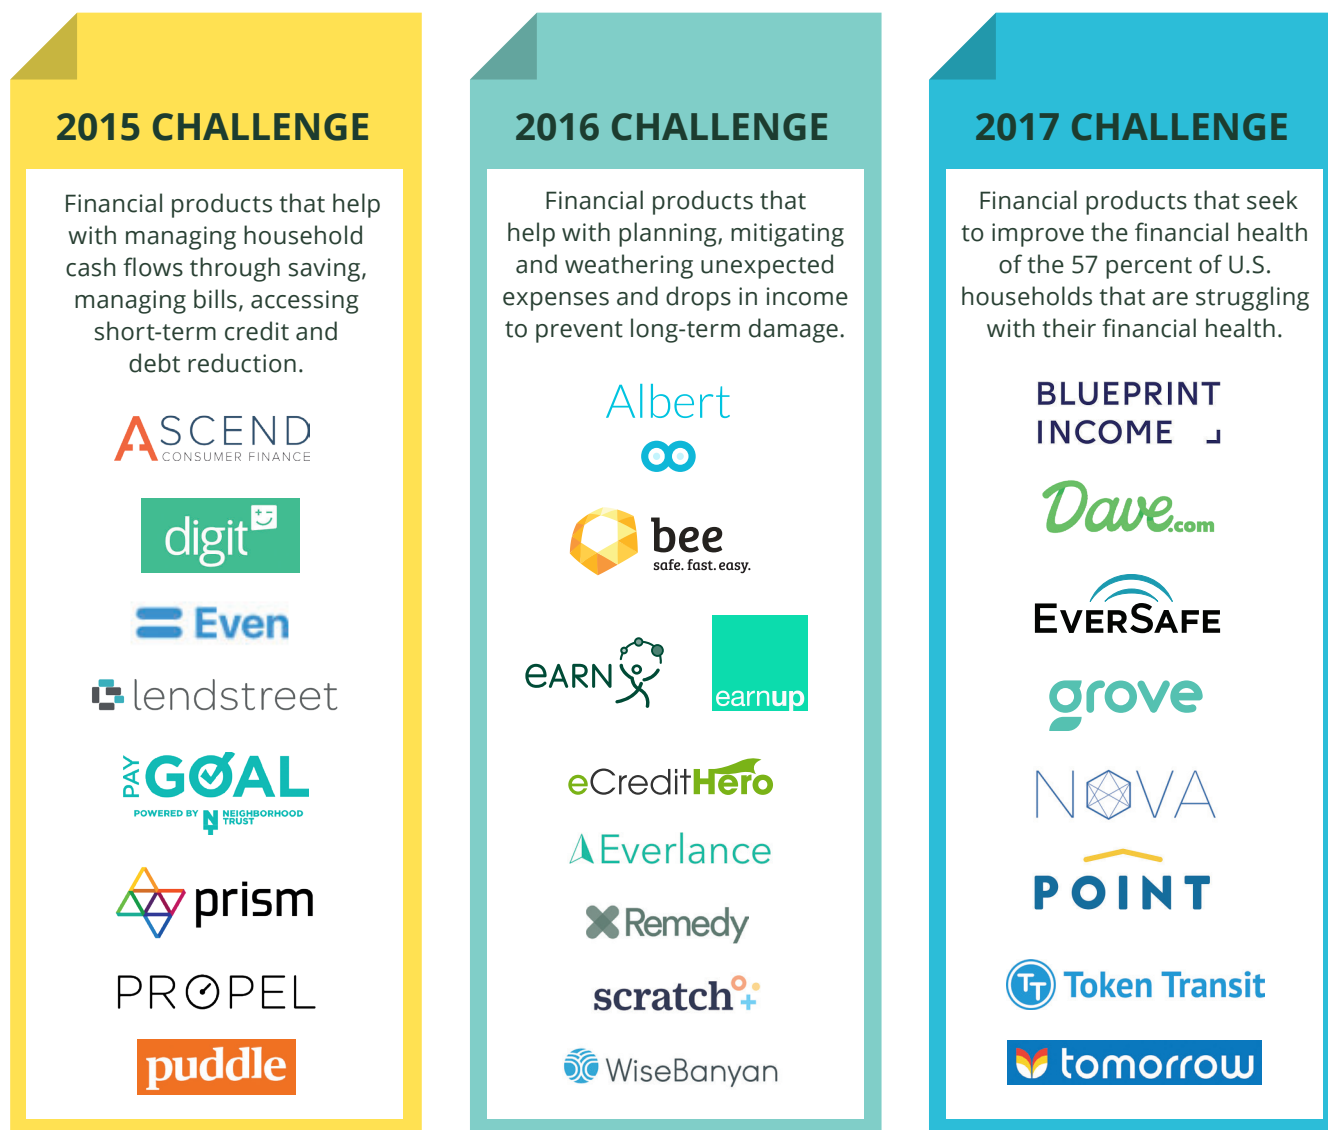 2015 CHALLENGE
Financial products that help
with managing household
cash flows through saving,
managing bills, accessing
short-term credit and
debt reduction.
ASCEND
CONSUMER FINANCE
digit
Even
lendstreet
PAY
GOAL
POWERED BY N NEIGHBORHOOD
TRUST
prism
PROPEL
puddle
2016 CHALLENGE
Financial products that
help with planning, mitigating
and weathering unexpected
expenses and drops in income
to prevent long-term damage.
Albert
bee
safe. fast. easy.
eARN
earnup
eCreditHero
Everlance
Remedy
scratch
WiseBanyan
2017 CHALLENGE
Financial products that seek
to improve the financial health
of the 57 percent of U.S.
households that are struggling
with their financial health.
BLUEPRINT
INCOME
Dave.com
EVERSAFE
grove
NOVA
POINT
TT Token Transit
tomorrow